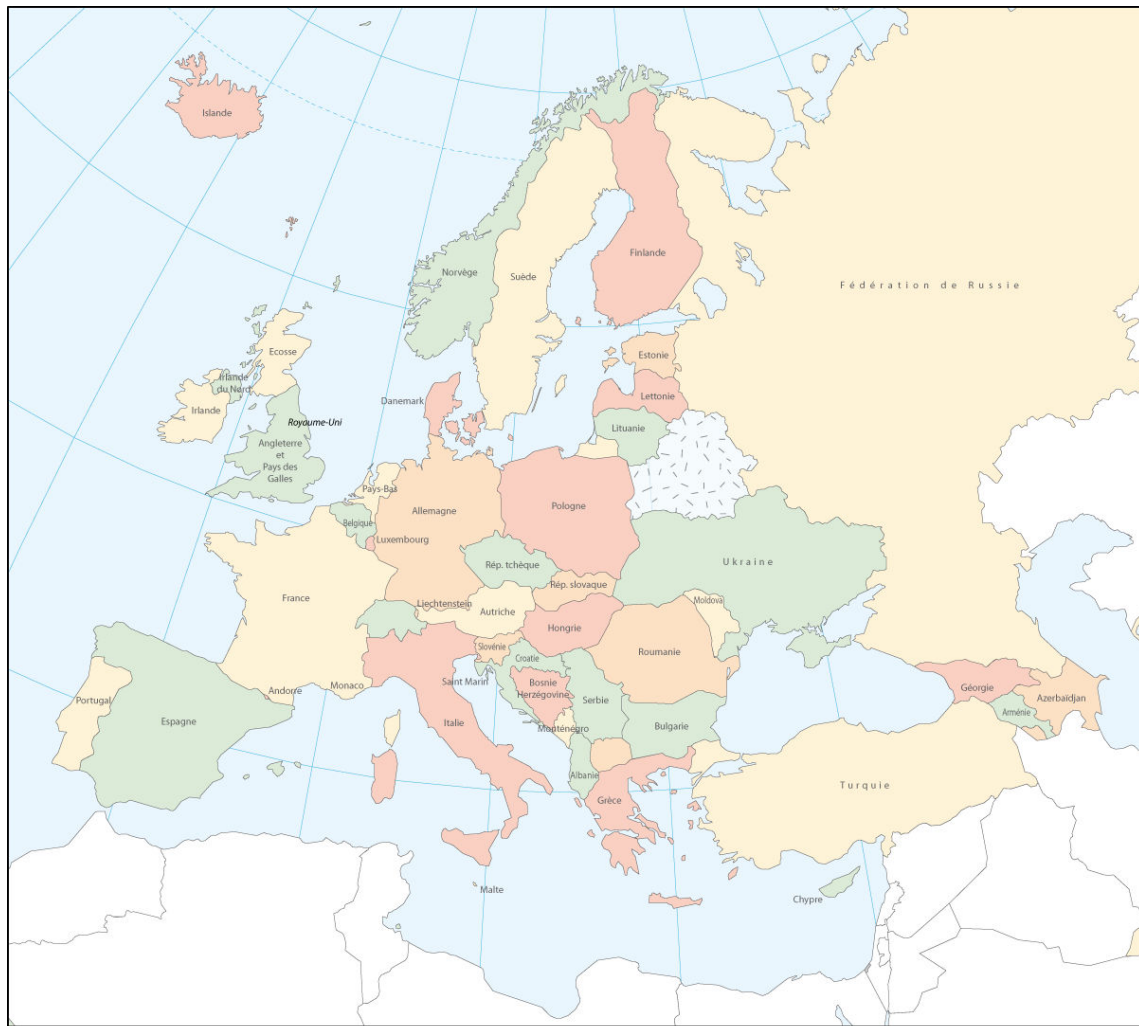 Islande
Norvège
Suède
Finlande
Fédération de Russie
Ecosse
Irlande
du Nord
Irlande
Royaume-Uni
Angleterre
et
Pays des
Galles
Danemark
Estonie
Lettonie
Lituanie
Pays-Bas
Belgique
Luxembourg
Allemagne
Pologne
Rép. tchèque
Rép. slovaque
Ukraine
France
Liechtenstein
Autriche
Hongrie
Moldova
Slovénie
Croatie
Roumanie
Saint Marin
Bosnie
Herzégovine
Serbie
Andorre
Monaco
Portugal
Espagne
Italie
Monténégro
Bulgarie
Albanie
Grèce
Géorgie
Arménie
Azerbaïdjan
Turquie
Malte
Chypre